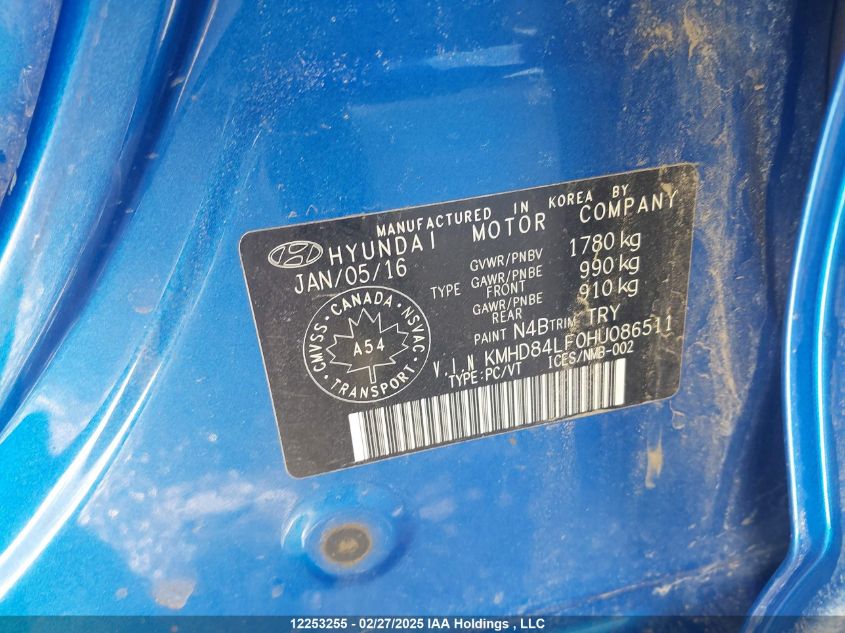 MANUFACTURED IN KOREA BY
HYUNDAI MOTOR COMPANY
JAN/05/16
GVWR/PNBV 1780 kg
TYPE GAWR/PNBE FRONT 990 kg
GAWR/PNBE REAR 910 kg
PAINT N4B TRIM TRY
V.I.N KMHD84LF0HU086511
TYPE:PC/VT ICES/NMB-002
CMVSS · CANADA · NSVAC · TRANSPORT ·
A54
12253255 - 02/27/2025 IAA Holdings , LLC